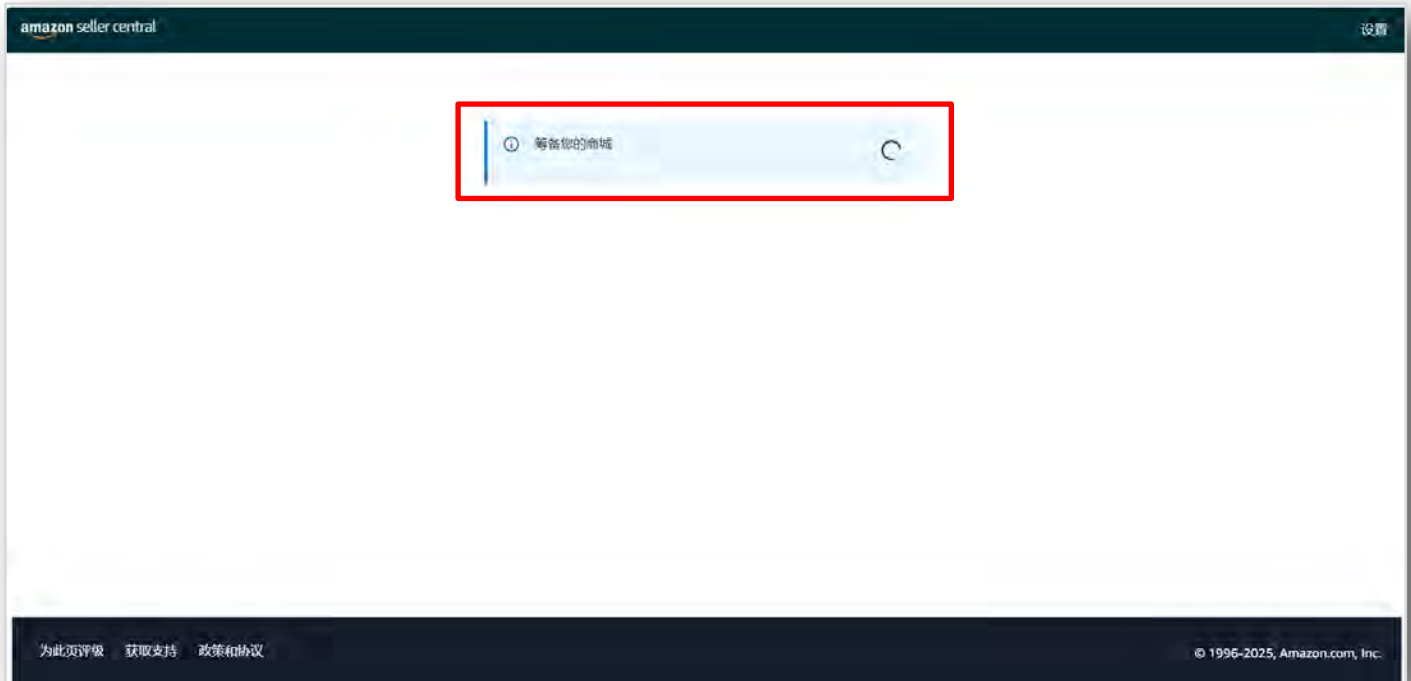 amazon seller central
设置
筹备您的商城
为此页评级 获取支持 政策和协议
© 1996-2025, Amazon.com, Inc.